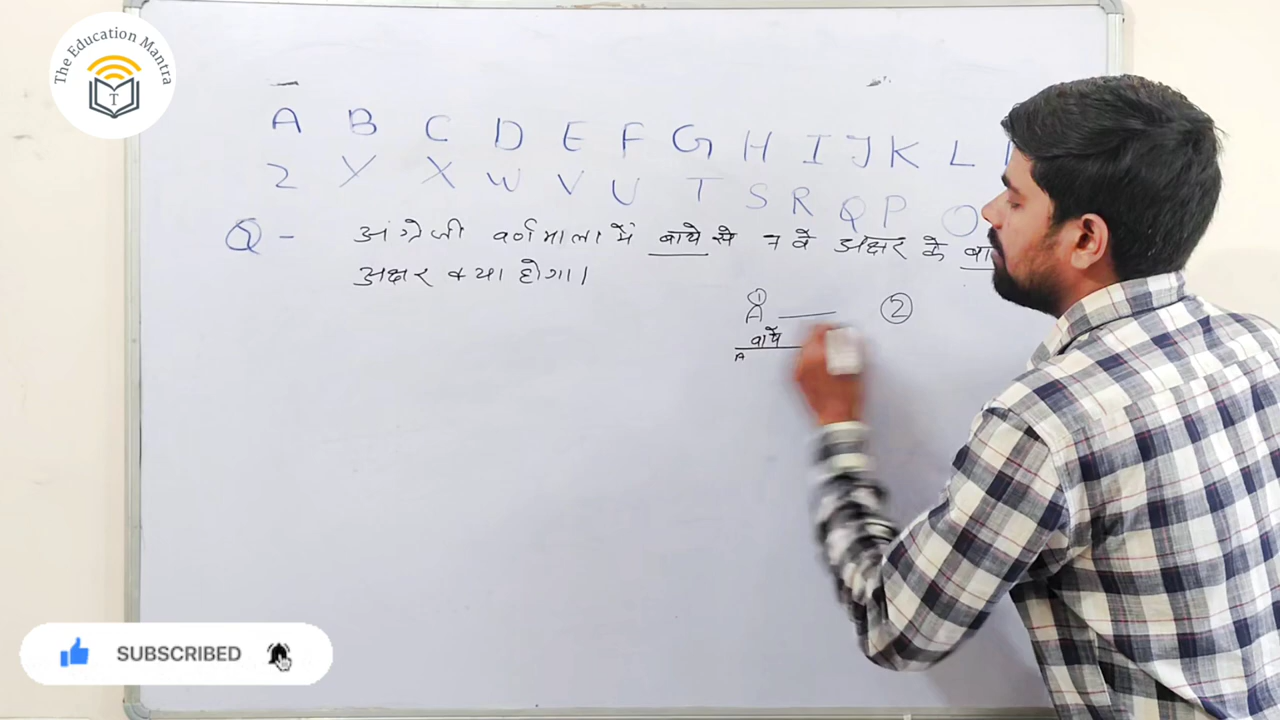 The Education Mantra
T
A B C D E F G H I J K L
Z Y X W V U T S R Q P O
Q - अंग्रेजी वर्णमाला में बायें से 7 वें अक्षर के बा
अक्षर क्या होगा।
① ②
A
बायें
A
SUBSCRIBED